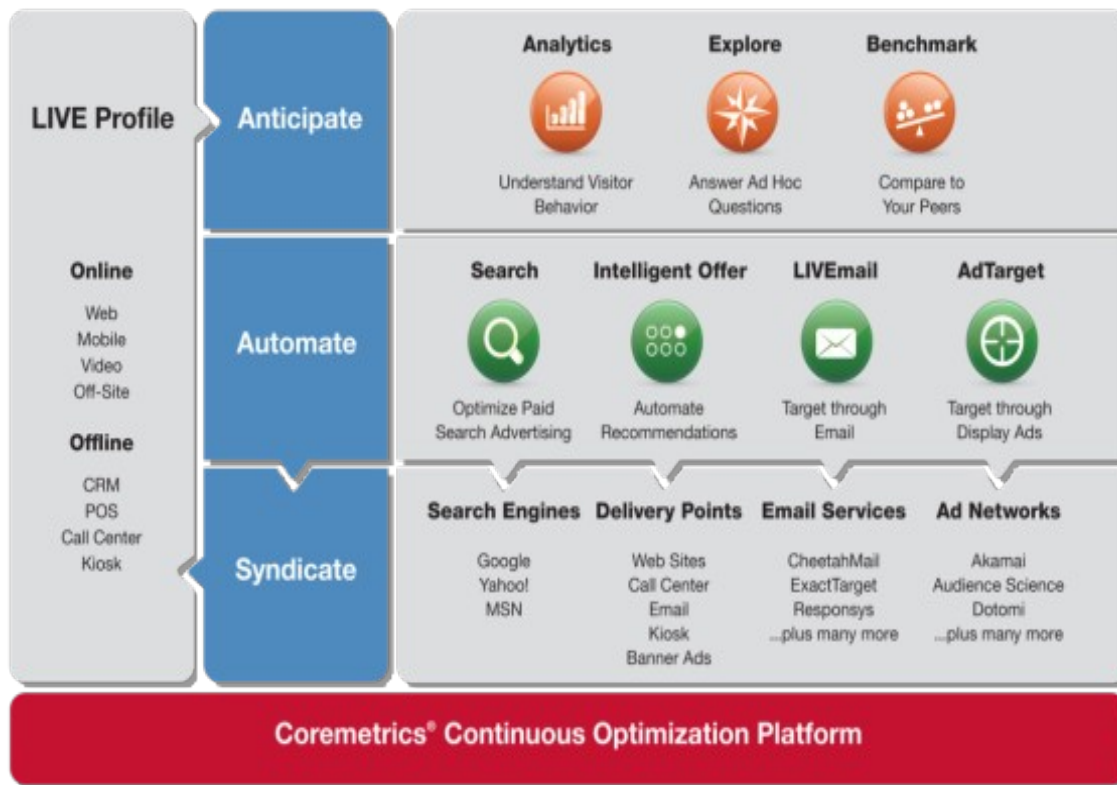 LIVE Profile
Online
Web
Mobile
Video
Off-Site
Offline
CRM
POS
Call Center
Kiosk
Anticipate
Analytics
Understand Visitor
Behavior
Explore
Answer Ad Hoc
Questions
Benchmark
Compare to
Your Peers
Automate
Search
Optimize Paid
Search Advertising
Intelligent Offer
Automate
Recommendations
LIVEmail
Target through
Email
AdTarget
Target through
Display Ads
Syndicate
Search Engines
Google
Yahoo!
MSN
Delivery Points
Web Sites
Call Center
Email
Kiosk
Banner Ads
Email Services
CheetahMail
ExactTarget
Responsys
...plus many more
Ad Networks
Akamai
Audience Science
Dotomi
...plus many more
Coremetrics® Continuous Optimization Platform